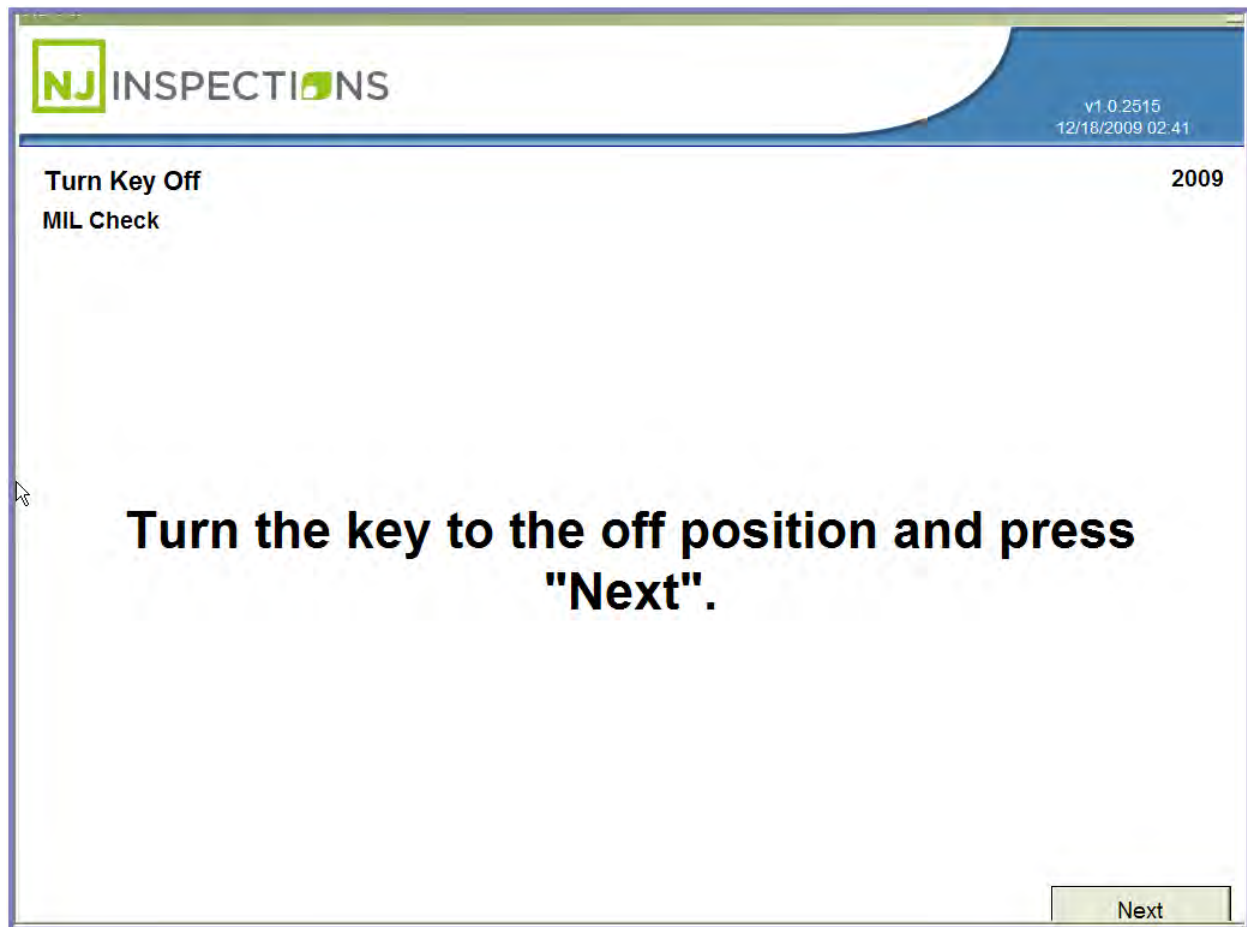 NJ INSPECTIONS
v1.0.2515
12/18/2009 02:41
Turn Key Off
2009
MIL Check
Turn the key to the off position and press
"Next".
Next